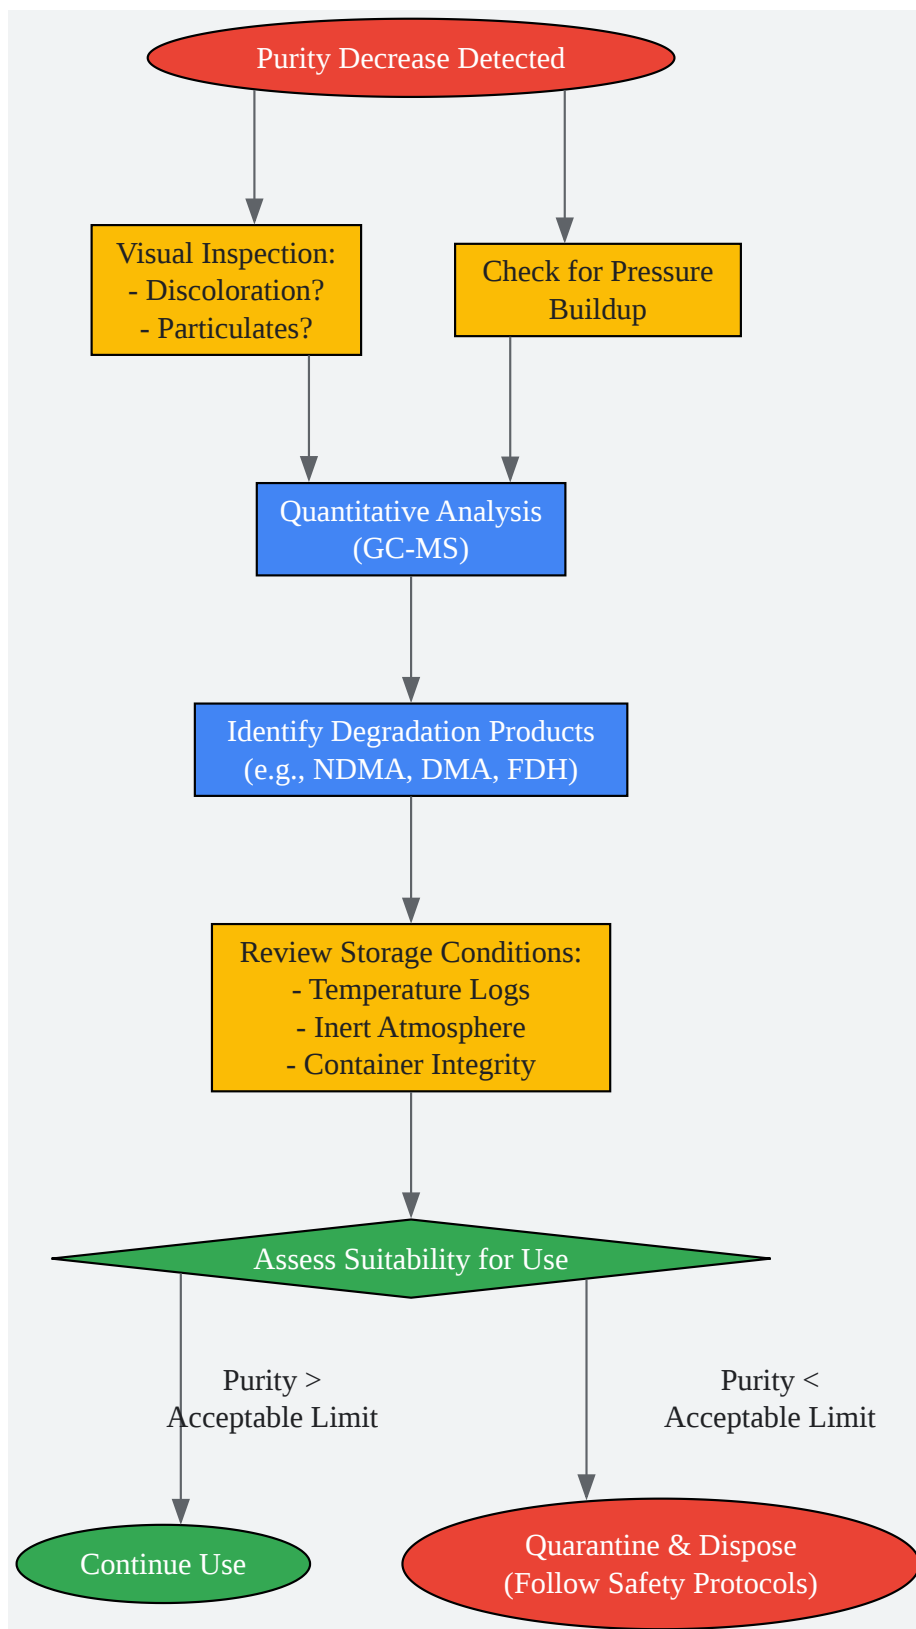 Purity Decrease Detected
Visual Inspection:
- Discoloration?
- Particulates?
Check for Pressure
Buildup
Quantitative Analysis
(GC-MS)
Identify Degradation Products
(e.g., NDMA, DMA, FDH)
Review Storage Conditions:
- Temperature Logs
- Inert Atmosphere
- Container Integrity
Assess Suitability for Use
Purity >
Acceptable Limit
Purity <
Acceptable Limit
Continue Use
Quarantine & Dispose
(Follow Safety Protocols)